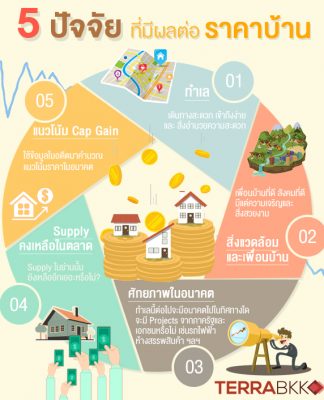 5 ปัจจัย ที่มีผลต่อ ราคาบ้าน
01
ทำเล
เดินทางสะดวก เข้าถึงง่าย
และ สิ่งอำนวยความสะดวก
02
เพื่อนบ้านที่ดี สังคมที่ดี
มีแต่ความเจริญและ
สิ่งสวยงาม
สิ่งแวดล้อม
และเพื่อนบ้าน
03
ศักยภาพในอนาคต
ทำเลนี้ต่อไปจะมีอนาคตไปในทิศทางใด
จะมี Projects จากภาครัฐและ
เอกชนหรือไม่ เช่นรถไฟฟ้า
ห้างสรรพสินค้า ฯลฯ
04
Supply
คงเหลือในตลาด
Supply ในย่านนั้น
ยังเหลืออีกเยอะหรือไม่?
05
แนวโน้ม Cap Gain
ใช้ข้อมูลในอดีตมาคำนวณ
แนวโน้มราคาในอนาคต
TERRABKK